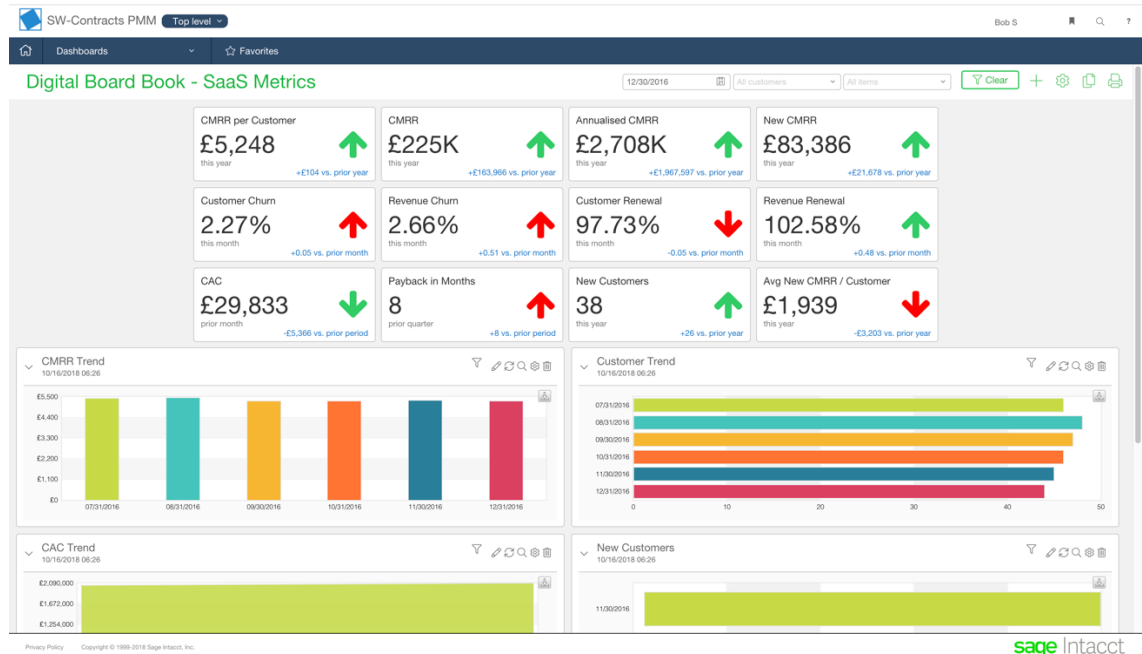 SW-Contracts PMM Top level
Bob S ?
Dashboards Favorites
Digital Board Book - SaaS Metrics
12/30/2016 All customers All items Clear
CMRR per Customer
£5,248
this year
+£104 vs. prior year
CMRR
£225K
this year
+£163,966 vs. prior year
Annualised CMRR
£2,708K
this year
+£1,967,597 vs. prior year
New CMRR
£83,386
this year
+£21,678 vs. prior year
Customer Churn
2.27%
this month
+0.05 vs. prior month
Revenue Churn
2.66%
this month
+0.51 vs. prior month
Customer Renewal
97.73%
this month
-0.05 vs. prior month
Revenue Renewal
102.58%
this month
+0.48 vs. prior month
CAC
£29,833
prior month
-£5,366 vs. prior period
Payback in Months
8
prior quarter
+8 vs. prior period
New Customers
38
this year
+26 vs. prior year
Avg New CMRR / Customer
£1,939
this year
-£3,203 vs. prior year
CMRR Trend
10/16/2018 06:26
£5,500
£4,400
£3,300
£2,200
£1,100
£0
07/31/2016 08/31/2016 09/30/2016 10/31/2016 11/30/2016 12/31/2016
Customer Trend
10/16/2018 06:26
07/31/2016
08/31/2016
09/30/2016
10/31/2016
11/30/2016
12/31/2016
0 10 20 30 40 50
CAC Trend
10/16/2018 06:26
£2,090,000
£1,672,000
£1,254,000
New Customers
10/16/2018 06:26
11/30/2016
Privacy Policy Copyright © 1999-2018 Sage Intacct, Inc.
sage Intacct